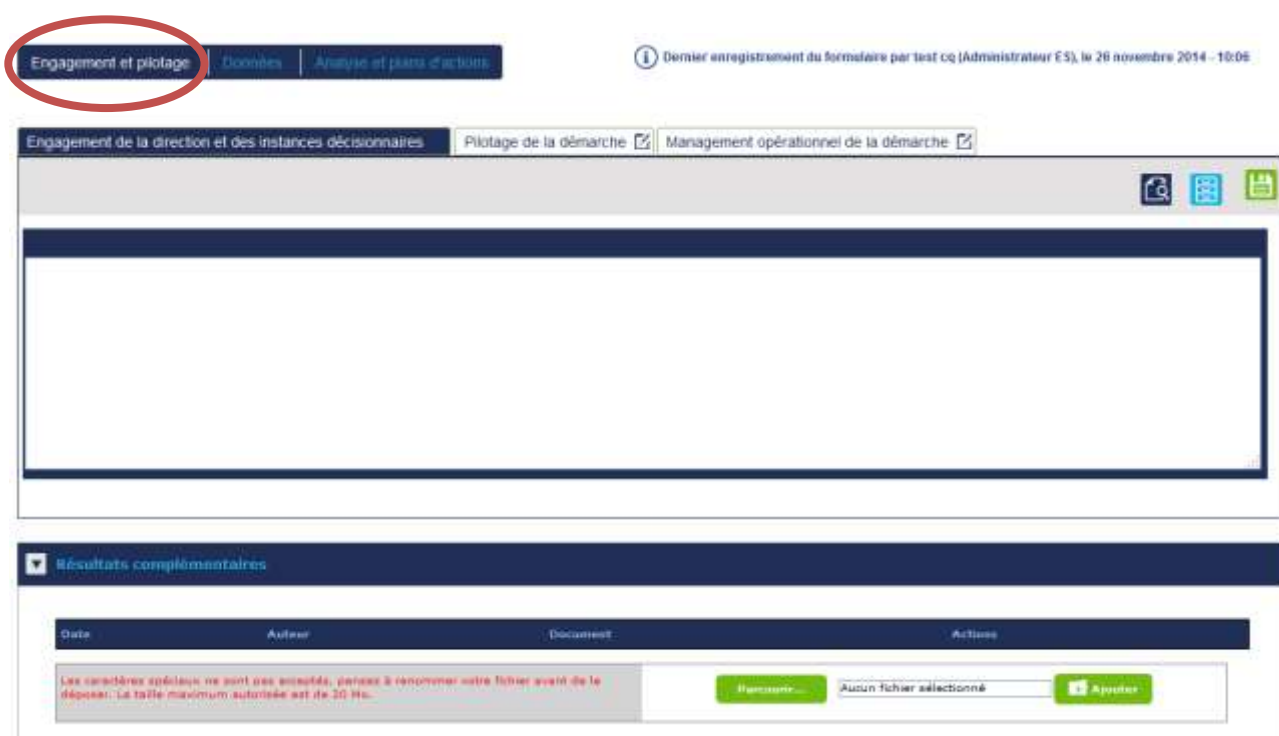 Engagement et pilotage Données Analyse et plans d'actions
Dernier enregistrement du formulaire par test cq (Administrateur ES), le 26 novembre 2014 - 10:06
Engagement de la direction et des instances décisionnaires Pilotage de la démarche Management opérationnel de la démarche
Résultats complémentaires
Date Auteur Document Actions
Les caractères spéciaux ne sont pas acceptés, pensez à renommer votre fichier avant de le
déposer. La taille maximum autorisée est de 20 Mo.
Parcourir... Aucun fichier sélectionné Ajouter